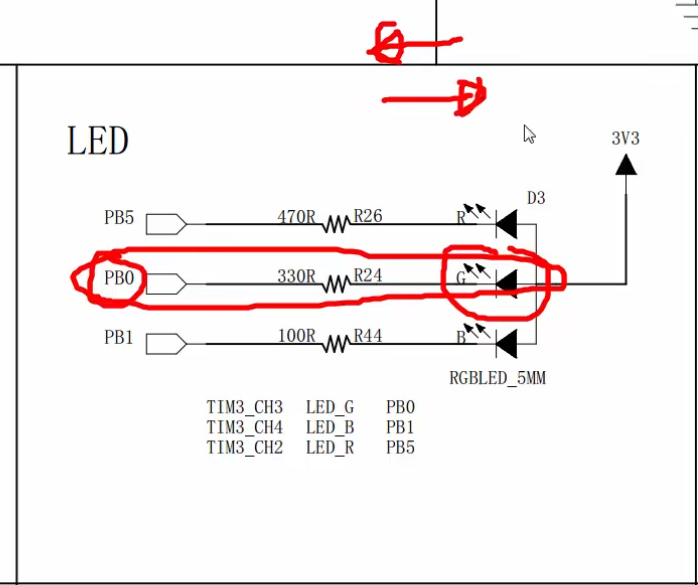 LED
3V3
D3
PB5 470R R26 R
PB0 330R R24 G
PB1 100R R44 B
RGBLED_5MM
TIM3_CH3 LED_G PB0
TIM3_CH4 LED_B PB1
TIM3_CH2 LED_R PB5